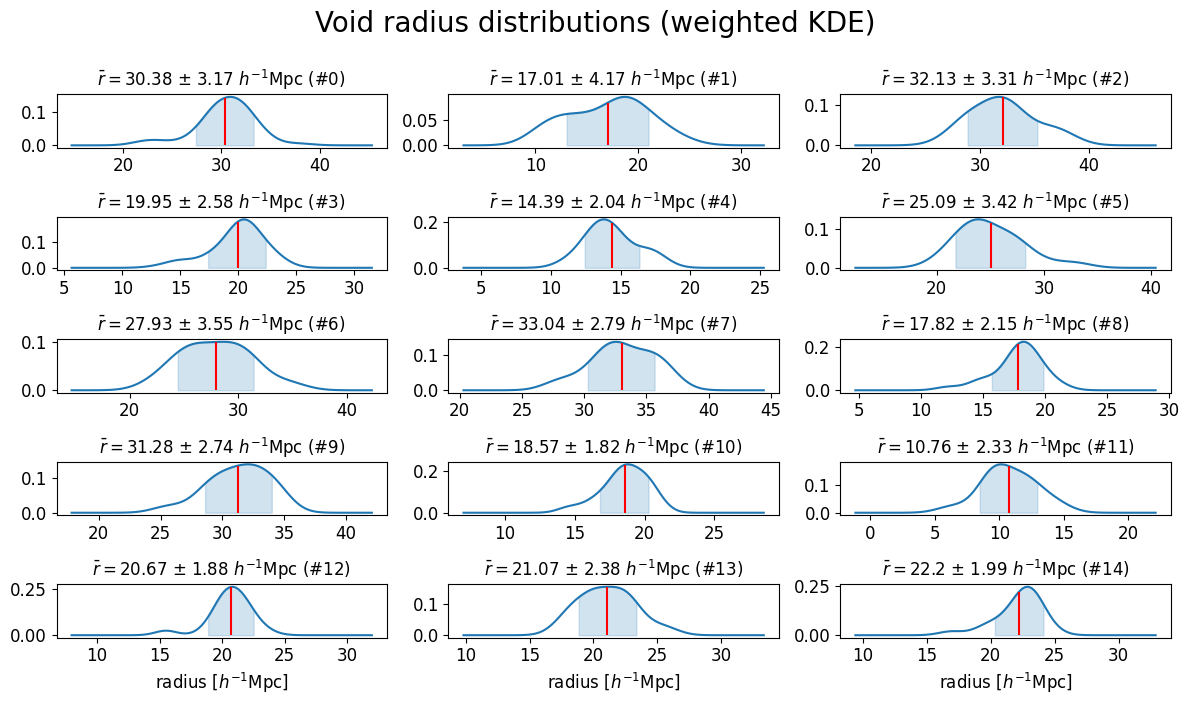 Void radius distributions (weighted KDE)
r̄ = 30.38 ± 3.17 h⁻¹Mpc (#0)
0.1
0.0
20 30 40
r̄ = 17.01 ± 4.17 h⁻¹Mpc (#1)
0.05
0.00
10 20 30
r̄ = 32.13 ± 3.31 h⁻¹Mpc (#2)
0.1
0.0
20 30 40
r̄ = 19.95 ± 2.58 h⁻¹Mpc (#3)
0.1
0.0
5 10 15 20 25 30
r̄ = 14.39 ± 2.04 h⁻¹Mpc (#4)
0.2
0.0
5 10 15 20 25
r̄ = 25.09 ± 3.42 h⁻¹Mpc (#5)
0.1
0.0
20 30 40
r̄ = 27.93 ± 3.55 h⁻¹Mpc (#6)
0.1
0.0
20 30 40
r̄ = 33.04 ± 2.79 h⁻¹Mpc (#7)
0.1
0.0
20 25 30 35 40 45
r̄ = 17.82 ± 2.15 h⁻¹Mpc (#8)
0.2
0.0
5 10 15 20 25 30
r̄ = 31.28 ± 2.74 h⁻¹Mpc (#9)
0.1
0.0
20 25 30 35 40
r̄ = 18.57 ± 1.82 h⁻¹Mpc (#10)
0.2
0.0
10 15 20 25
r̄ = 10.76 ± 2.33 h⁻¹Mpc (#11)
0.1
0.0
0 5 10 15 20
r̄ = 20.67 ± 1.88 h⁻¹Mpc (#12)
0.25
0.00
10 15 20 25 30
radius [h⁻¹Mpc]
r̄ = 21.07 ± 2.38 h⁻¹Mpc (#13)
0.1
0.0
10 15 20 25 30
radius [h⁻¹Mpc]
r̄ = 22.2 ± 1.99 h⁻¹Mpc (#14)
0.25
0.00
10 15 20 25 30
radius [h⁻¹Mpc]